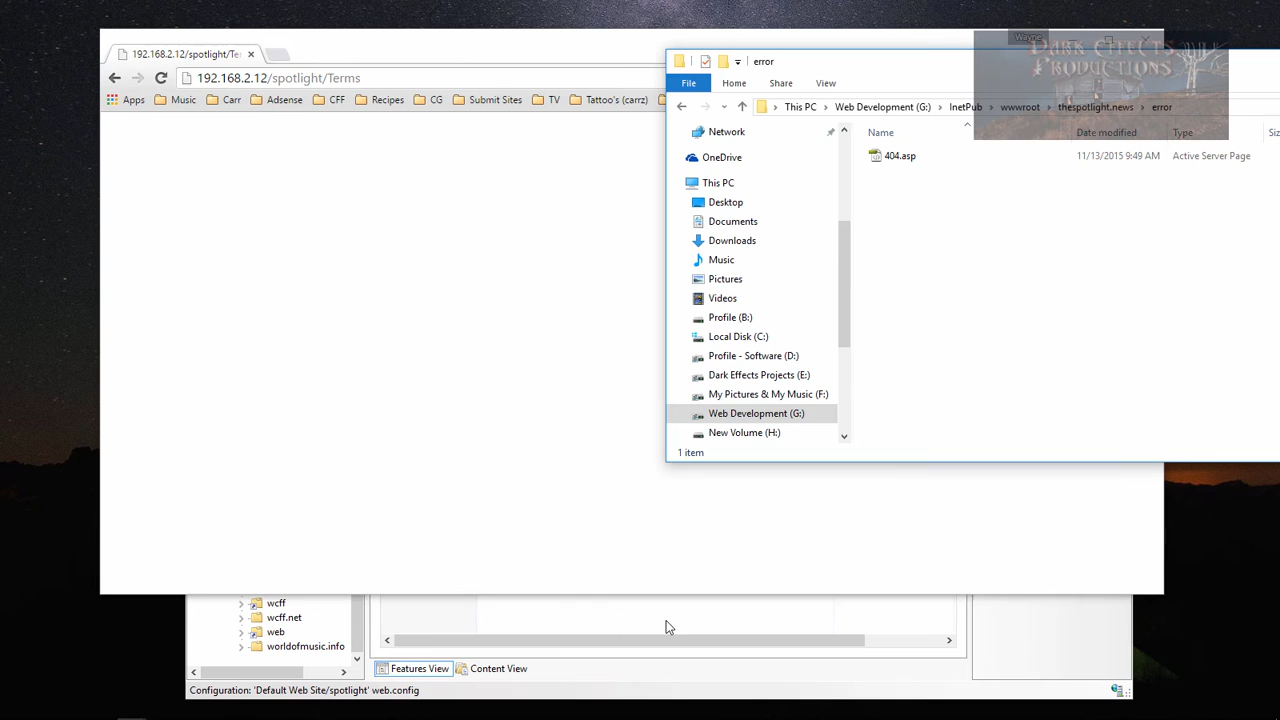 192.168.2.12/spotlight/Ter
192.168.2.12/spotlight/Terms
Apps Music Carr Adsense CFF Recipes CG Submit Sites TV Tattoo's (carrz)
Wayne
DARK EFFECTS
PRODUCTIONS
error
File Home Share View
This PC Web Development (G:) InetPub wwwroot thespotlight.news error
Name Date modified Type
404.asp 11/13/2015 9:49 AM Active Server Page
Network
OneDrive
This PC
Desktop
Documents
Downloads
Music
Pictures
Videos
Profile (B:)
Local Disk (C:)
Profile - Software (D:)
Dark Effects Projects (E:)
My Pictures & My Music (F:)
Web Development (G:)
New Volume (H:)
1 item
wcff
wcff.net
web
worldofmusic.info
Features View Content View
Configuration: 'Default Web Site/spotlight' web.config